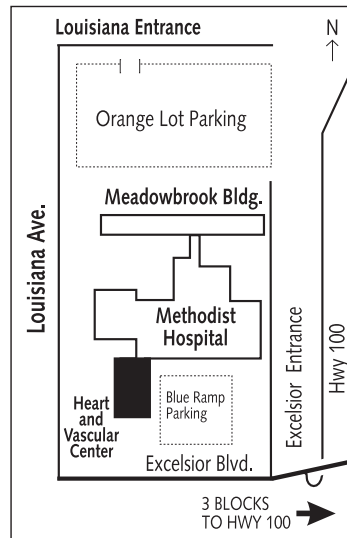 Louisiana Entrance
N
Orange Lot Parking
Meadowbrook Bldg.
Louisiana Ave.
Methodist
Hospital
Excelsior Entrance
Hwy 100
Heart
and
Vascular
Center
Blue Ramp
Parking
Excelsior Blvd.
3 BLOCKS
TO HWY 100